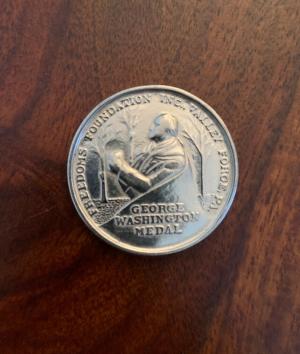 FREEDOMS FOUNDATION INC. VALLEY FORGE, PA
GEORGE
WASHINGTON
MEDAL